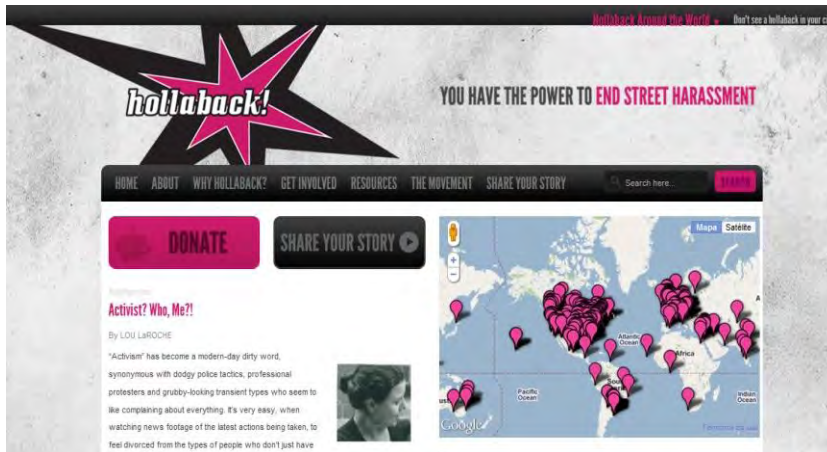 Hollaback Around the World
Don't see a hollaback in your c
hollaback!
YOU HAVE THE POWER TO END STREET HARASSMENT
HOME ABOUT WHY HOLLABACK? GET INVOLVED RESOURCES THE MOVEMENT SHARE YOUR STORY
Search here...
SEARCH
DONATE
SHARE YOUR STORY
Activist? Who, Me?!
By LOU LaROCHE
"Activism" has become a modern-day dirty word,
synonymous with dodgy police tactics, professional
protesters and grubby-looking transient types who seem to
like complaining about everything. It's very easy, when
watching news footage of the latest actions being taken, to
feel divorced from the types of people who don't just have
Mapa Satélite
Atlantic
Ocean
Africa
Pacific
Ocean
Indian
Ocean
Google